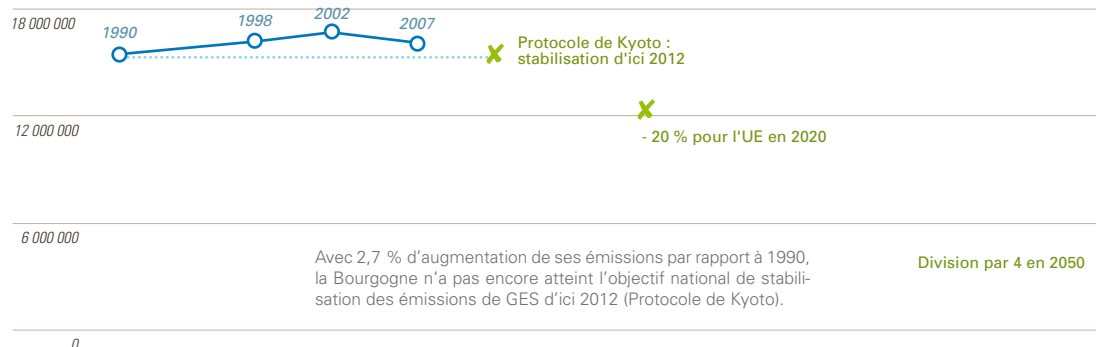 18 000 000
1990
1998
2002
2007
Protocole de Kyoto :
stabilisation d'ici 2012
12 000 000
- 20 % pour l'UE en 2020
6 000 000
Avec 2,7 % d’augmentation de ses émissions par rapport à 1990,
la Bourgogne n’a pas encore atteint l’objectif national de stabili-
sation des émissions de GES d’ici 2012 (Protocole de Kyoto).
Division par 4 en 2050
0